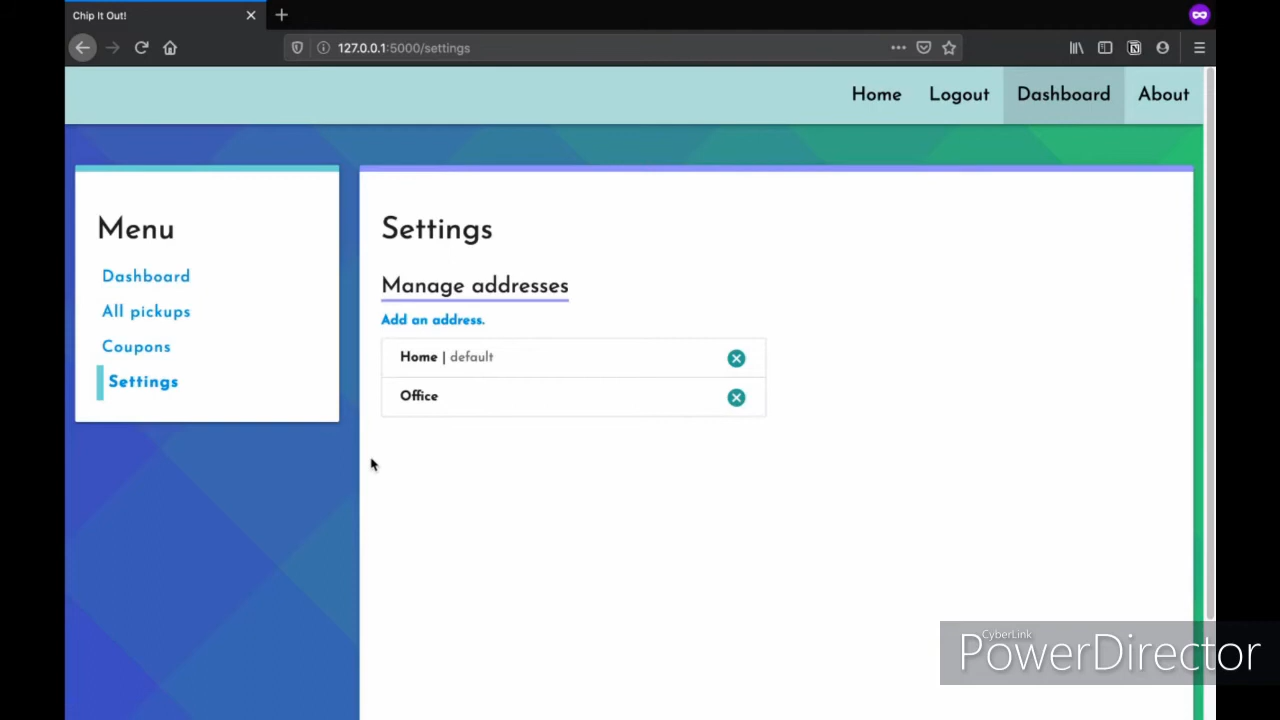 Chip It Out!
127.0.0.1:5000/settings
Home Logout Dashboard About
Menu
Dashboard
All pickups
Coupons
Settings
Settings
Manage addresses
Add an address.
Home | default
Office
CyberLink
PowerDirector